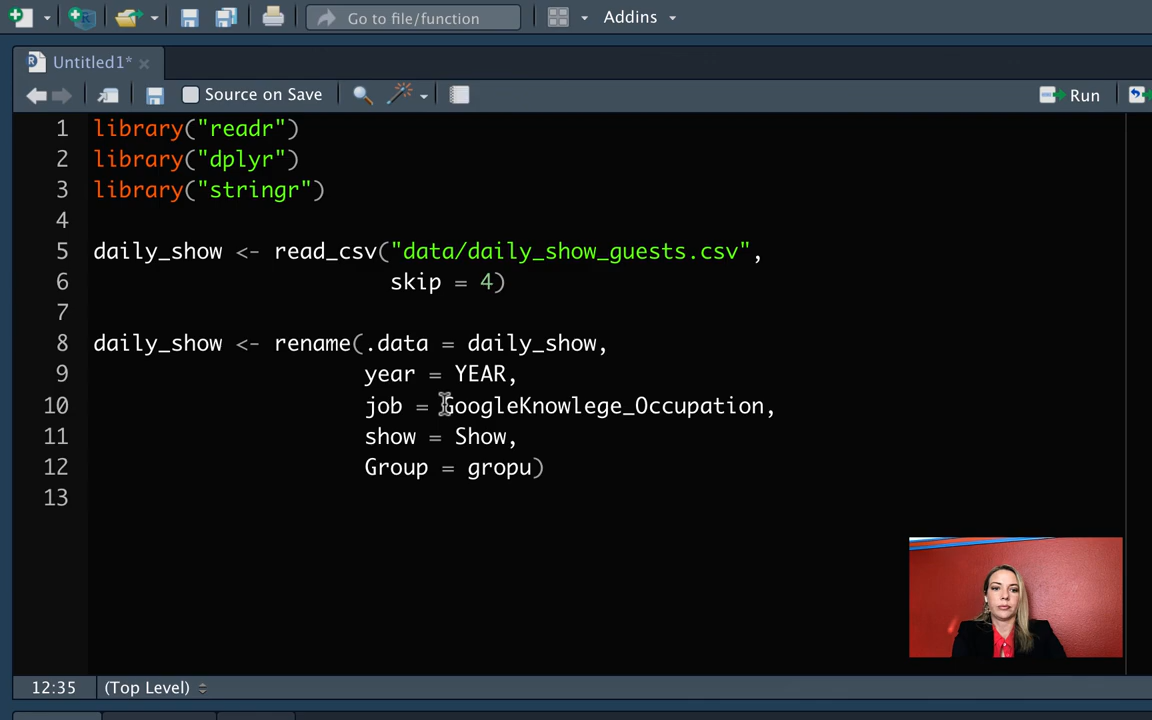 Go to file/function
Addins
Untitled1*
Source on Save
Run
1 library("readr")
2 library("dplyr")
3 library("stringr")
4
5 daily_show <- read_csv("data/daily_show_guests.csv",
6 skip = 4)
7
8 daily_show <- rename(.data = daily_show,
9 year = YEAR,
10 job = GoogleKnowlege_Occupation,
11 show = Show,
12 Group = gropu)
13
12:35 (Top Level)